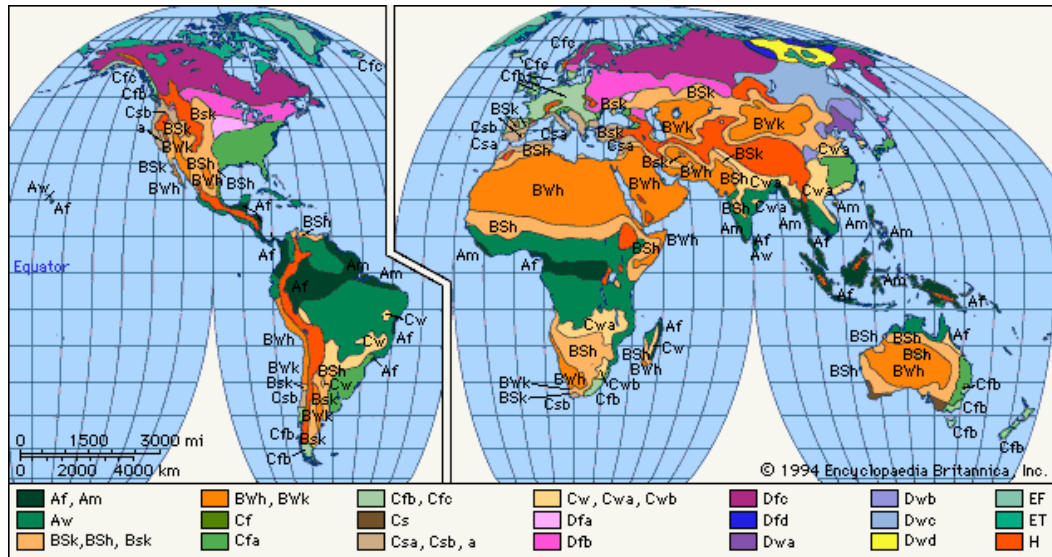 Cfc
Cfc
Cfb
Csb
a
Bsk
BSk
BWk
BSk
BSh
BWh
BWh
BSh
Aw
Af
Af
BSh
Equator
Af
Am
Af
Cw
Cw
Af
BWh
Af
BWk
BSh
Bsk
Cw
Csb
Bsk
BWk
Cfb
Bsk
Cfb
0 1500 3000 mi
0 2000 4000 km
Cfc
Cfb
BSk
Csb
Csa
Csa
Bsk
Csa
BSh
BSk
BWk
BWk
Bsk
BWh
BSk
BSh
Cwa
Cwa
Cwa
BWh
BWh
BSh
BSh
Cwa
Am
BSh
BWh
Am
Am
Am
Af
Aw
Af
Am
Am
Af
Af
Af
Cwa
Af
BSh
BSh
Cw
BWh
BWh
BWk
BSk
Csb
Cwb
Cfb
BSh
BSh
Af
BSh
BWh
BSh
Cfb
Cfb
Cfb
© 1994 Encyclopaedia Britannica, Inc.
Af, Am
Aw
BSk, BSh, Bsk
BWh, BWk
Cf
Cfa
Cfb, Cfc
Cs
Csa, Csb, a
Cw, Cwa, Cwb
Dfa
Dfb
Dfc
Dfd
Dwa
Dwb
Dwc
Dwd
EF
ET
H